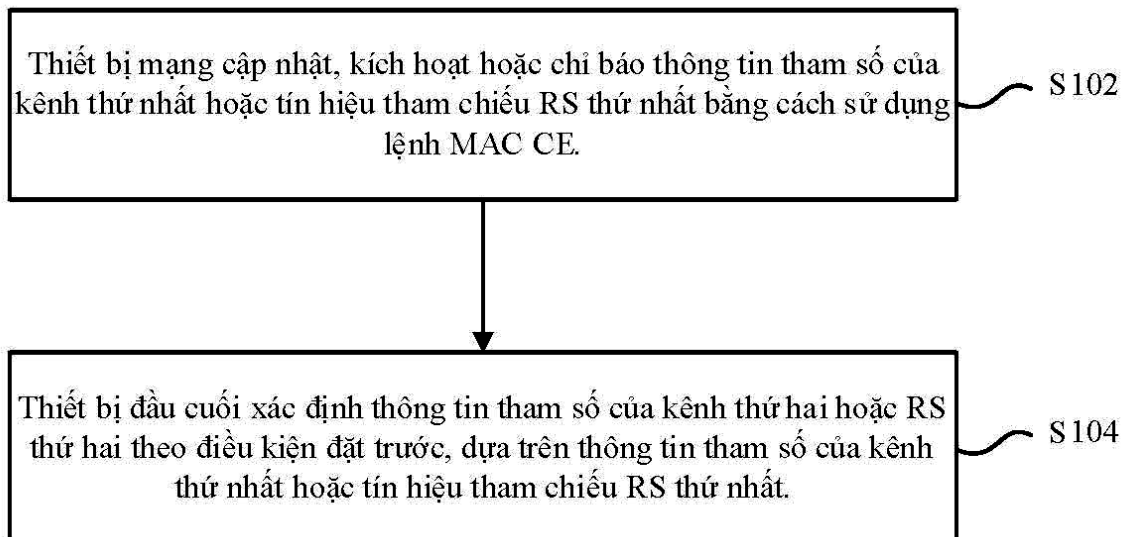 Thiết bị mạng cập nhật, kích hoạt hoặc chỉ báo thông tin tham số của
kênh thứ nhất hoặc tín hiệu tham chiếu RS thứ nhất bằng cách sử dụng
lệnh MAC CE.
S102
Thiết bị đầu cuối xác định thông tin tham số của kênh thứ hai hoặc RS
thứ hai theo điều kiện đặt trước, dựa trên thông tin tham số của kênh
thứ nhất hoặc tín hiệu tham chiếu RS thứ nhất.
S104